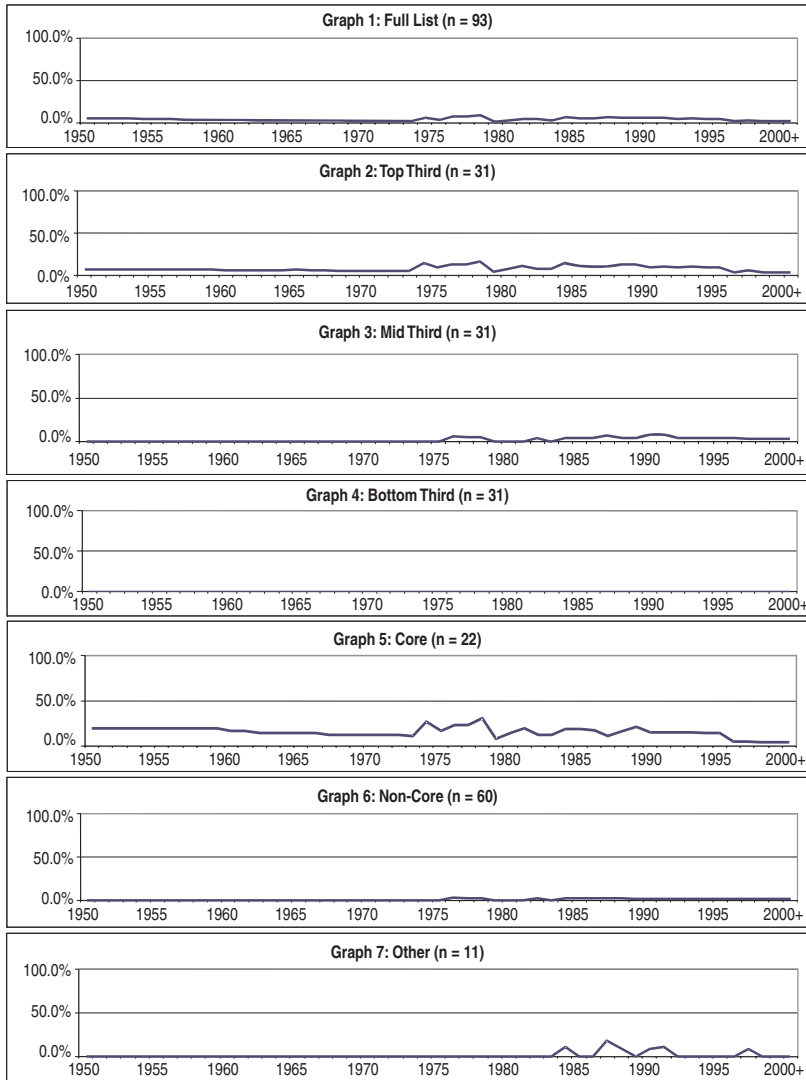 Graph 1: Full List (n = 93)
100.0%
50.0%
0.0%
1950 1955 1960 1965 1970 1975 1980 1985 1990 1995 2000+
Graph 2: Top Third (n = 31)
100.0%
50.0%
0.0%
1950 1955 1960 1965 1970 1975 1980 1985 1990 1995 2000+
Graph 3: Mid Third (n = 31)
100.0%
50.0%
0.0%
1950 1955 1960 1965 1970 1975 1980 1985 1990 1995 2000+
Graph 4: Bottom Third (n = 31)
100.0%
50.0%
0.0%
1950 1955 1960 1965 1970 1975 1980 1985 1990 1995 2000+
Graph 5: Core (n = 22)
100.0%
50.0%
0.0%
1950 1955 1960 1965 1970 1975 1980 1985 1990 1995 2000+
Graph 6: Non-Core (n = 60)
100.0%
50.0%
0.0%
1950 1955 1960 1965 1970 1975 1980 1985 1990 1995 2000+
Graph 7: Other (n = 11)
100.0%
50.0%
0.0%
1950 1955 1960 1965 1970 1975 1980 1985 1990 1995 2000+